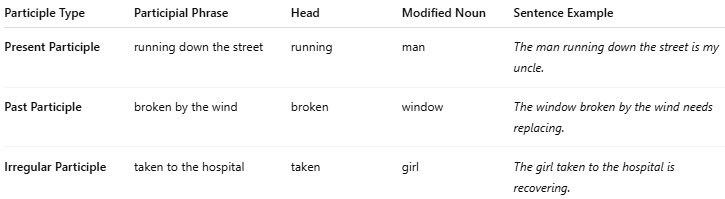 Participle Type Participial Phrase Head Modified Noun Sentence Example
Present Participle running down the street running man The man running down the street is my
uncle.
Past Participle broken by the wind broken window The window broken by the wind needs
replacing.
Irregular Participle taken to the hospital taken girl The girl taken to the hospital is
recovering.